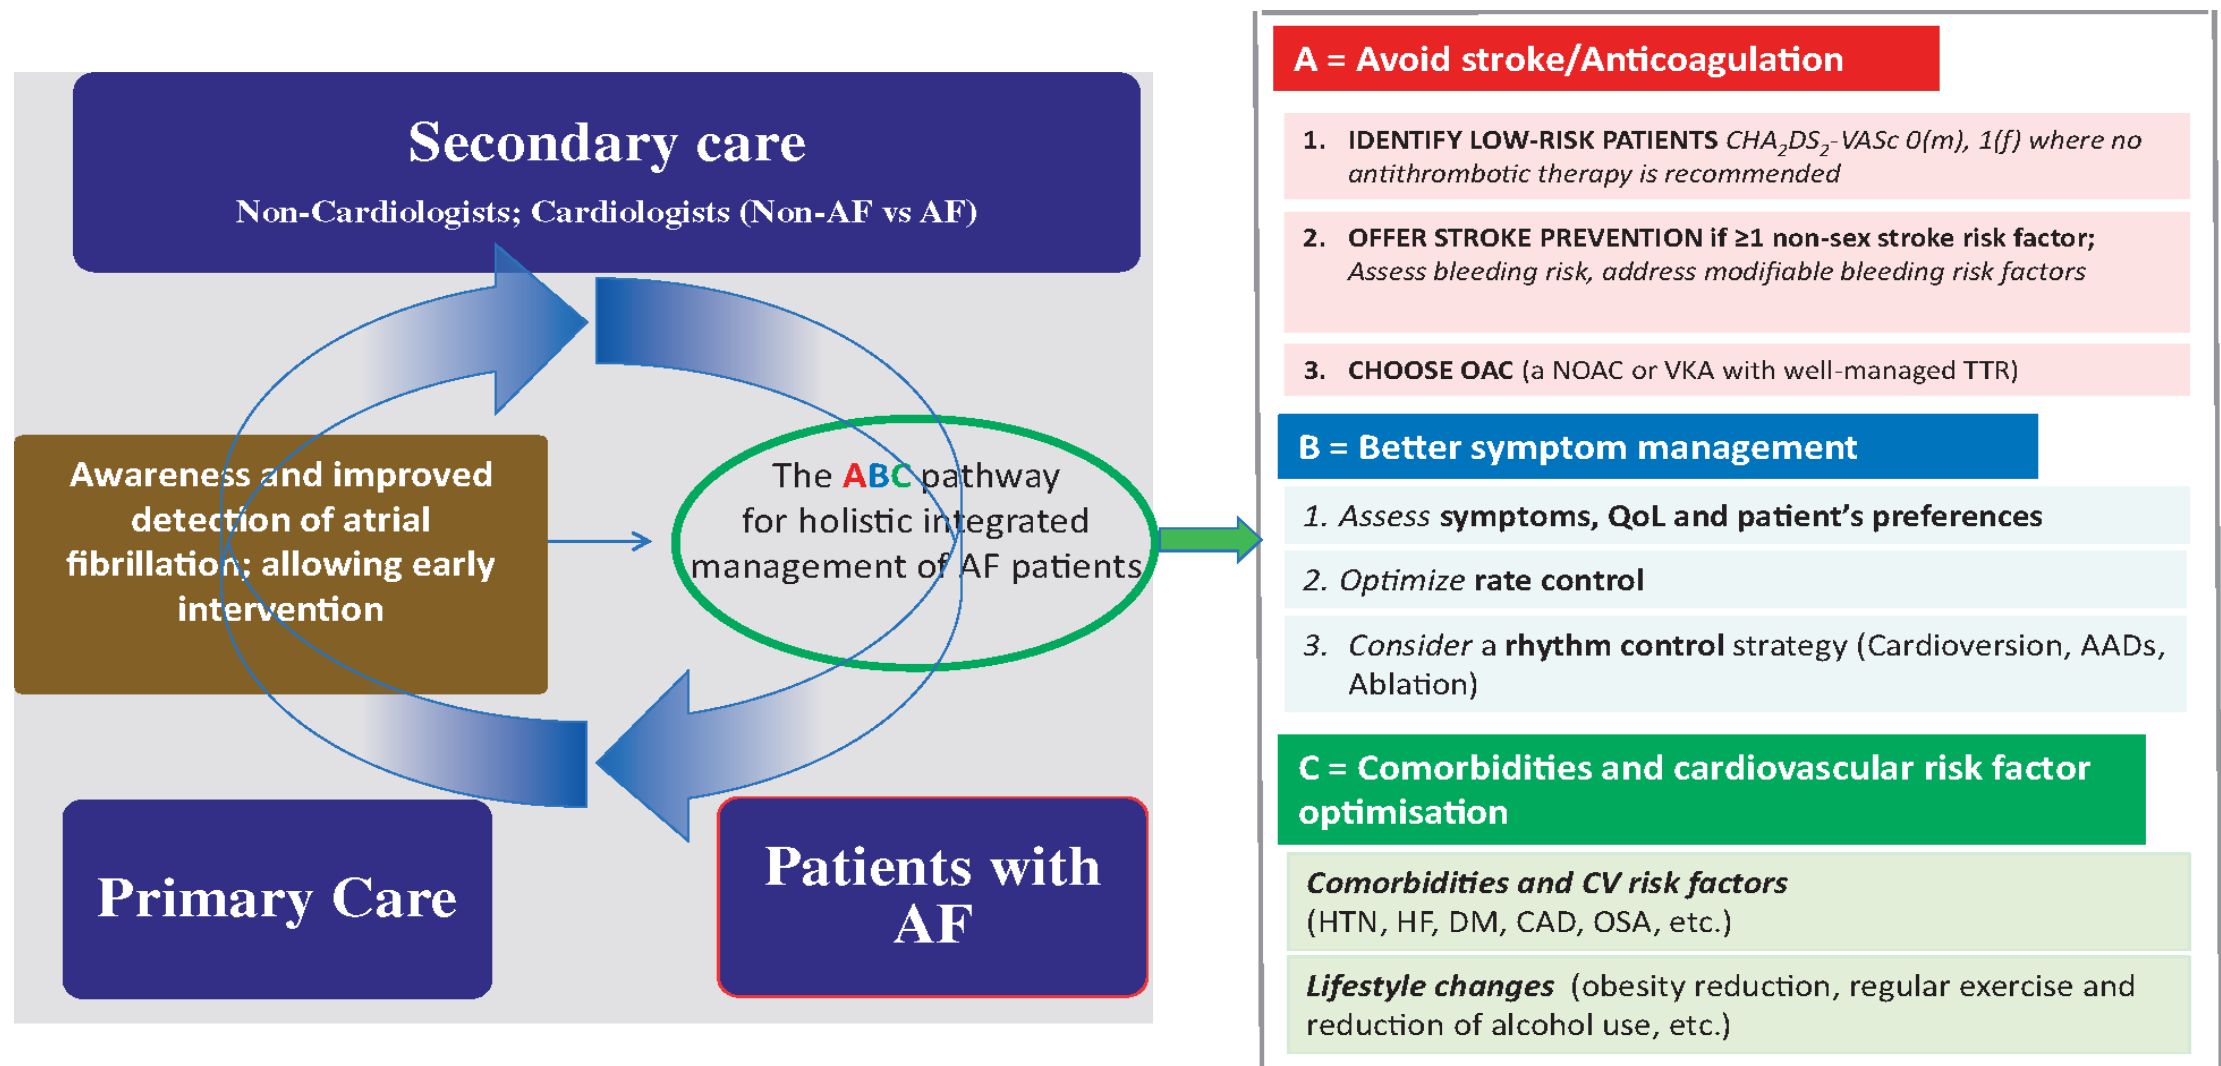 Secondary care
Non-Cardiologists; Cardiologists (Non-AF vs AF)
Awareness and improved
detection of atrial
fibrillation; allowing early
intervention
The ABC pathway
for holistic integrated
management of AF patients
Primary Care
Patients with
AF
A = Avoid stroke/Anticoagulation
1. IDENTIFY LOW-RISK PATIENTS CHA₂DS₂-VASc 0(m), 1(f) where no
antithrombotic therapy is recommended
2. OFFER STROKE PREVENTION if ≥1 non-sex stroke risk factor;
Assess bleeding risk, address modifiable bleeding risk factors
3. CHOOSE OAC (a NOAC or VKA with well-managed TTR)
B = Better symptom management
1. Assess symptoms, QoL and patient’s preferences
2. Optimize rate control
3. Consider a rhythm control strategy (Cardioversion, AADs,
Ablation)
C = Comorbidities and cardiovascular risk factor
optimisation
Comorbidities and CV risk factors
(HTN, HF, DM, CAD, OSA, etc.)
Lifestyle changes (obesity reduction, regular exercise and
reduction of alcohol use, etc.)